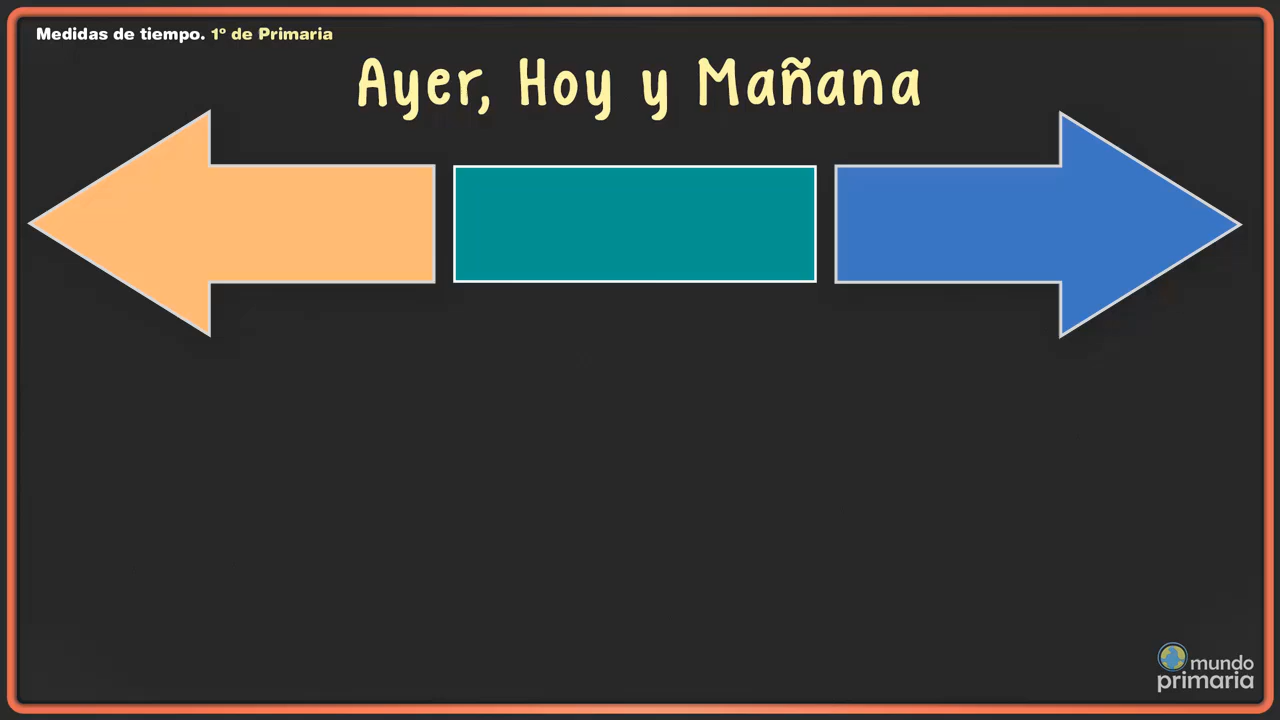 Medidas de tiempo. 1º de Primaria
Ayer, Hoy y Mañana
mundo
primaria